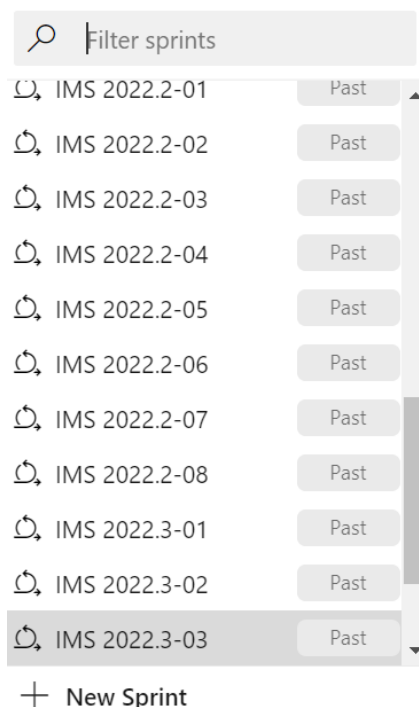 Filter sprints
IMS 2022.2-01 Past
IMS 2022.2-02 Past
IMS 2022.2-03 Past
IMS 2022.2-04 Past
IMS 2022.2-05 Past
IMS 2022.2-06 Past
IMS 2022.2-07 Past
IMS 2022.2-08 Past
IMS 2022.3-01 Past
IMS 2022.3-02 Past
IMS 2022.3-03 Past
New Sprint